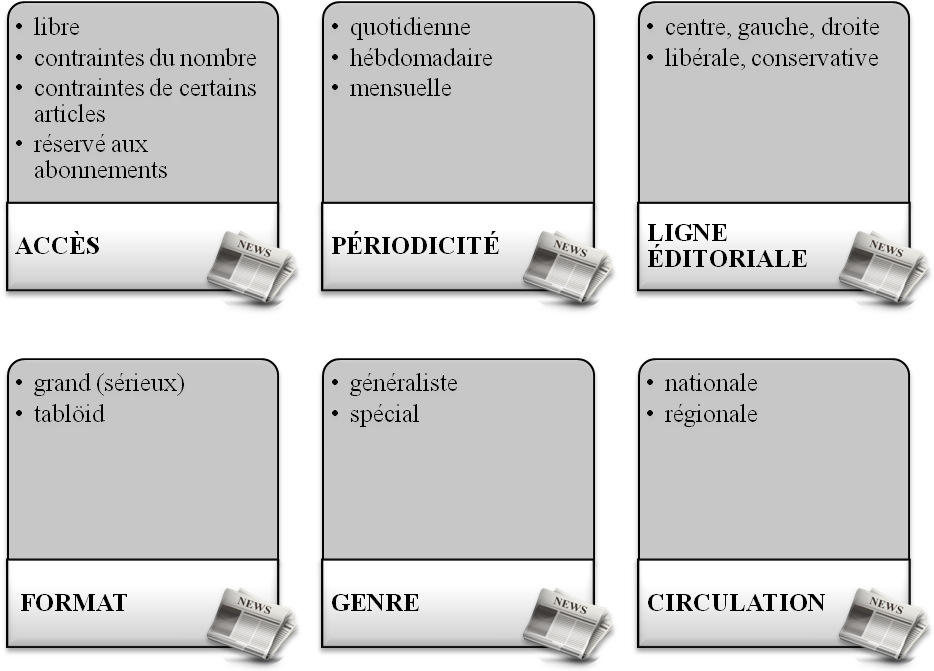 • libre
• contraintes du nombre
• contraintes de certains
articles
• réservé aux
abonnements
ACCÈS
NEWS
• quotidienne
• hébdomadaire
• mensuelle
PÉRIODICITÉ
NEWS
• centre, gauche, droite
• libérale, conservative
LIGNE
ÉDITORIALE
NEWS
• grand (sérieux)
• tablöid
FORMAT
NEWS
• généraliste
• spécial
GENRE
NEWS
• nationale
• régionale
CIRCULATION
NEWS